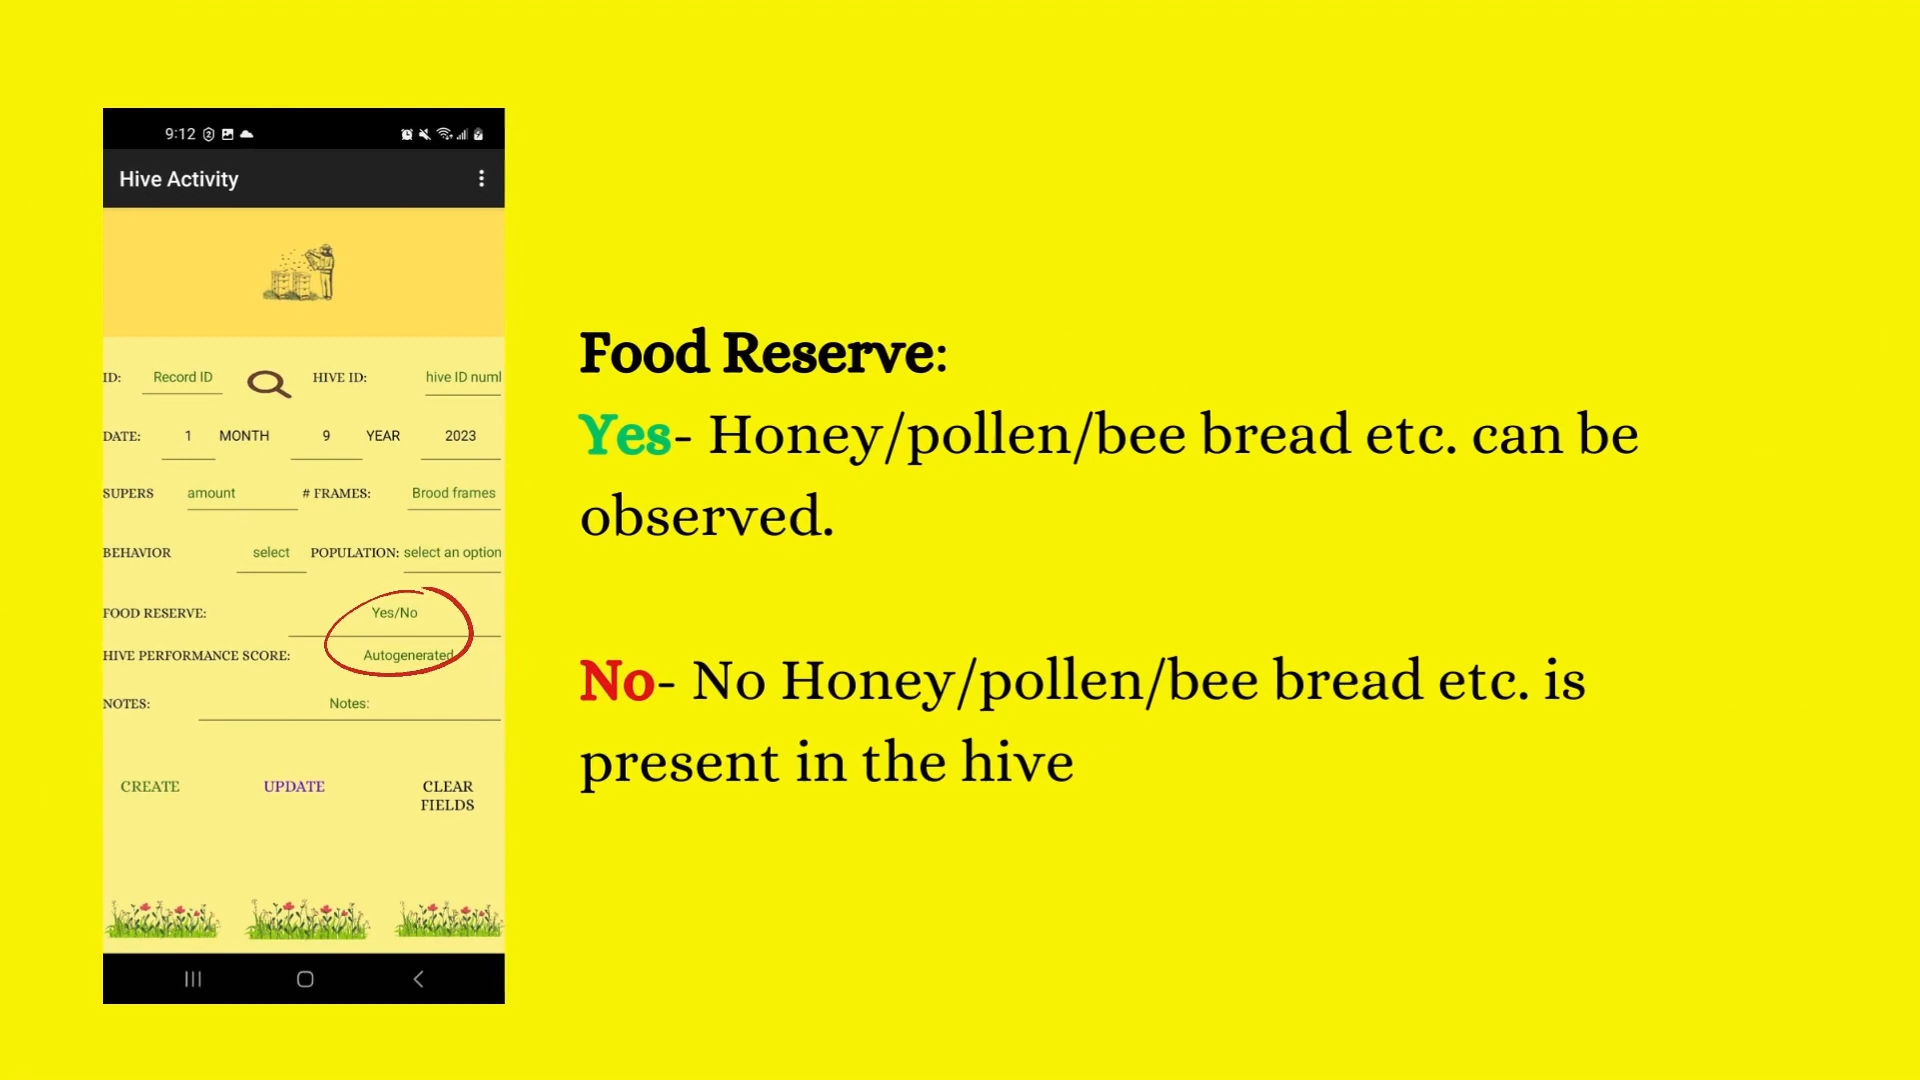 9:12
Hive Activity
ID: Record ID HIVE ID: hive ID numl
DATE: 1 MONTH 9 YEAR 2023
SUPERS amount # FRAMES: Brood frames
BEHAVIOR select POPULATION: select an option
FOOD RESERVE: Yes/No
HIVE PERFORMANCE SCORE: Autogenerated
NOTES: Notes:
CREATE UPDATE CLEAR
FIELDS
Food Reserve:
Yes- Honey/pollen/bee bread etc. can be
observed.
No- No Honey/pollen/bee bread etc. is
present in the hive